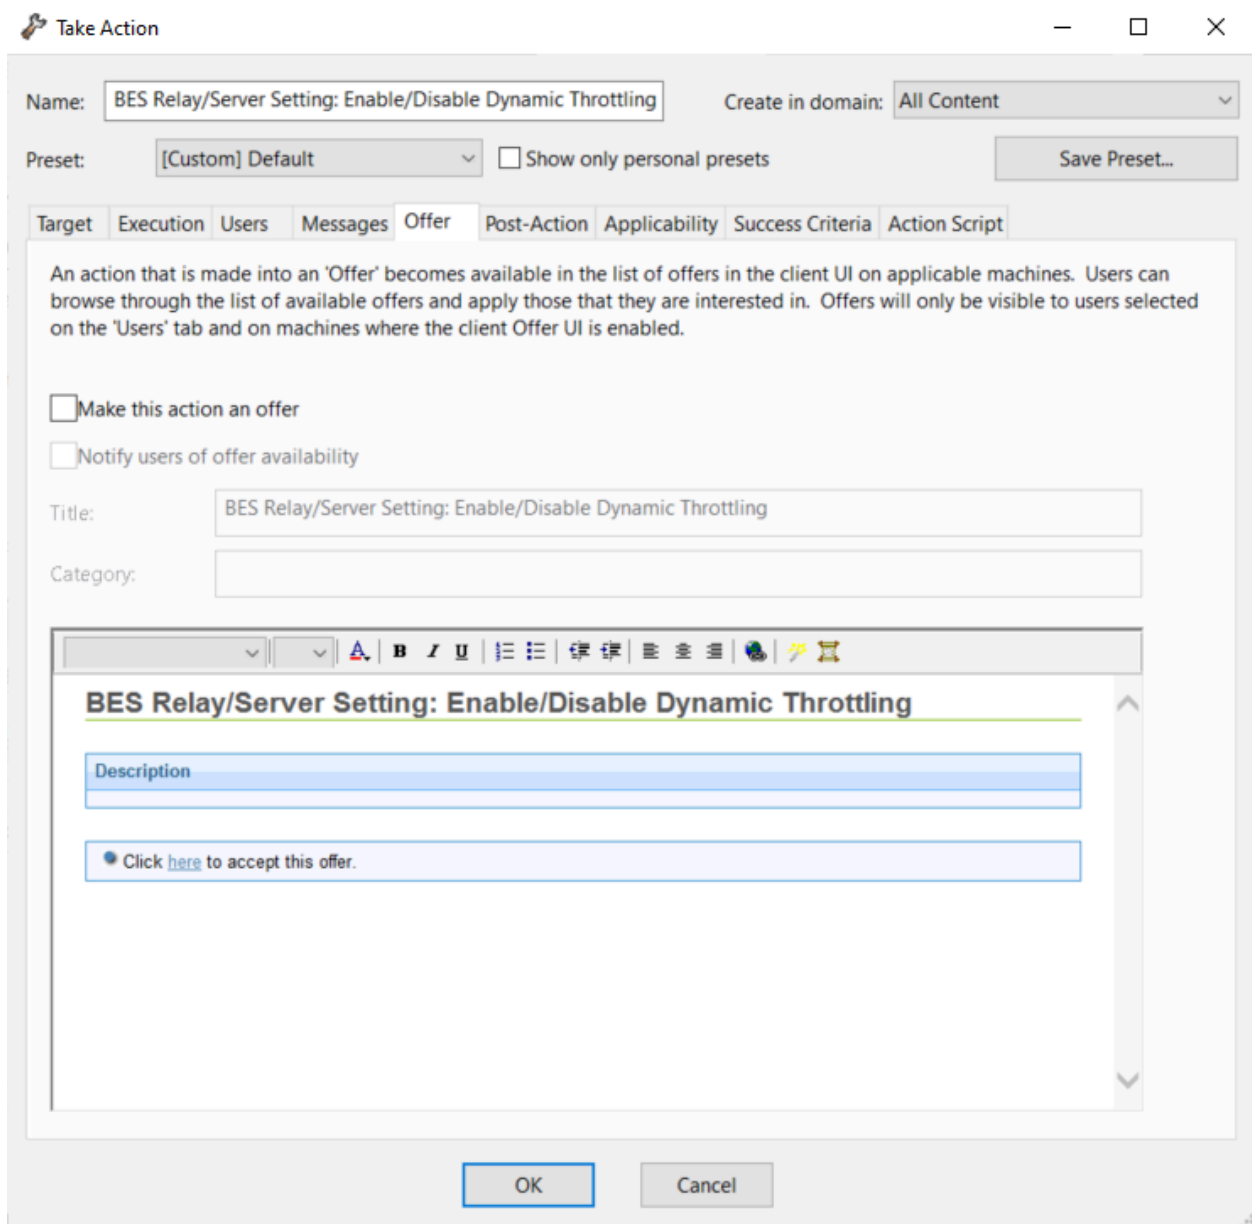 Take Action
Name: BES Relay/Server Setting: Enable/Disable Dynamic Throttling Create in domain: All Content
Preset: [Custom] Default Show only personal presets Save Preset...
Target Execution Users Messages Offer Post-Action Applicability Success Criteria Action Script
An action that is made into an 'Offer' becomes available in the list of offers in the client UI on applicable machines. Users can
browse through the list of available offers and apply those that they are interested in. Offers will only be visible to users selected
on the 'Users' tab and on machines where the client Offer UI is enabled.
Make this action an offer
Notify users of offer availability
Title: BES Relay/Server Setting: Enable/Disable Dynamic Throttling
Category:
A B I U
BES Relay/Server Setting: Enable/Disable Dynamic Throttling
Description
Click here to accept this offer.
OK Cancel